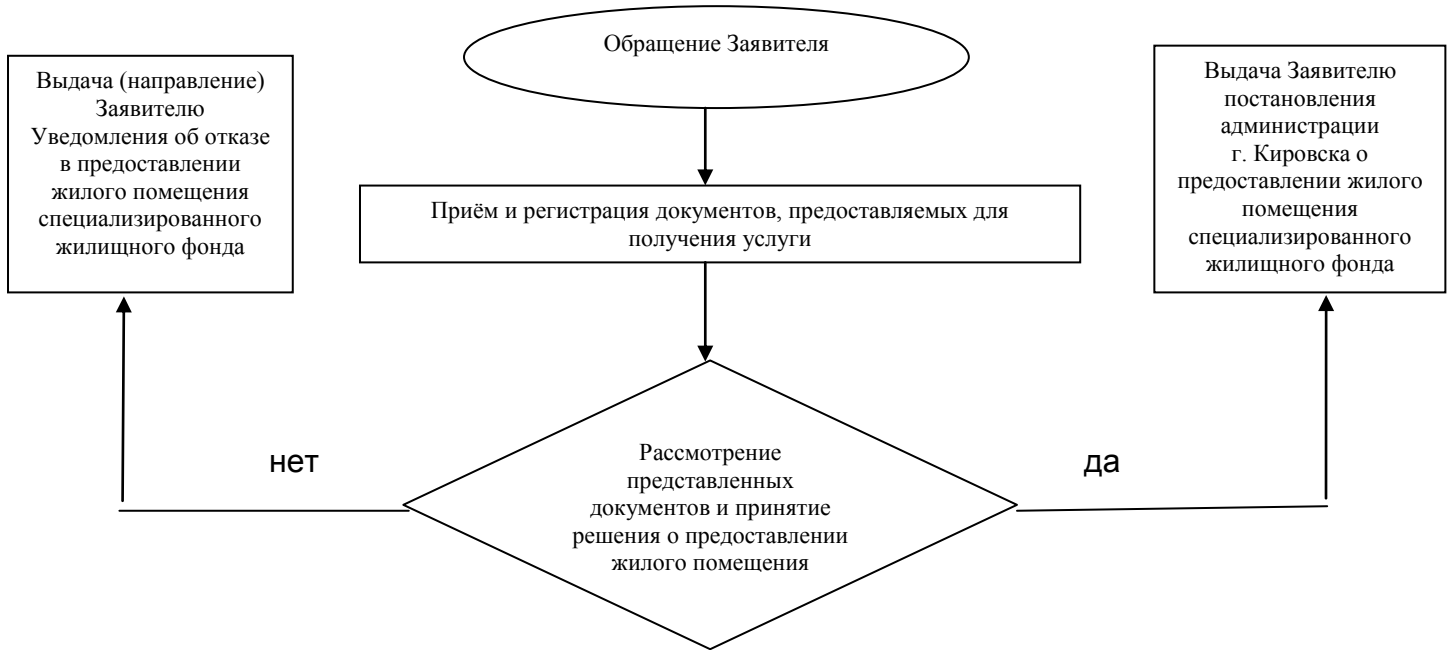 Обращение Заявителя
Выдача (направление)
Заявителю
Уведомления об отказе
в предоставлении
жилого помещения
специализированного
жилищного фонда
Выдача Заявителю
постановления
администрации
г. Кировска о
предоставлении жилого
помещения
специализированного
жилищного фонда
Приём и регистрация документов, предоставляемых для
получения услуги
нет
да
Рассмотрение
представленных
документов и принятие
решения о предоставлении
жилого помещения